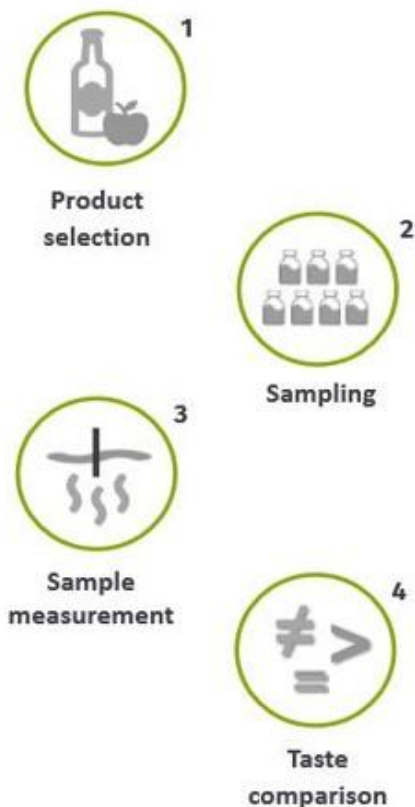 1
Product
selection
2
Sampling
3
Sample
measurement
4
Taste
comparison